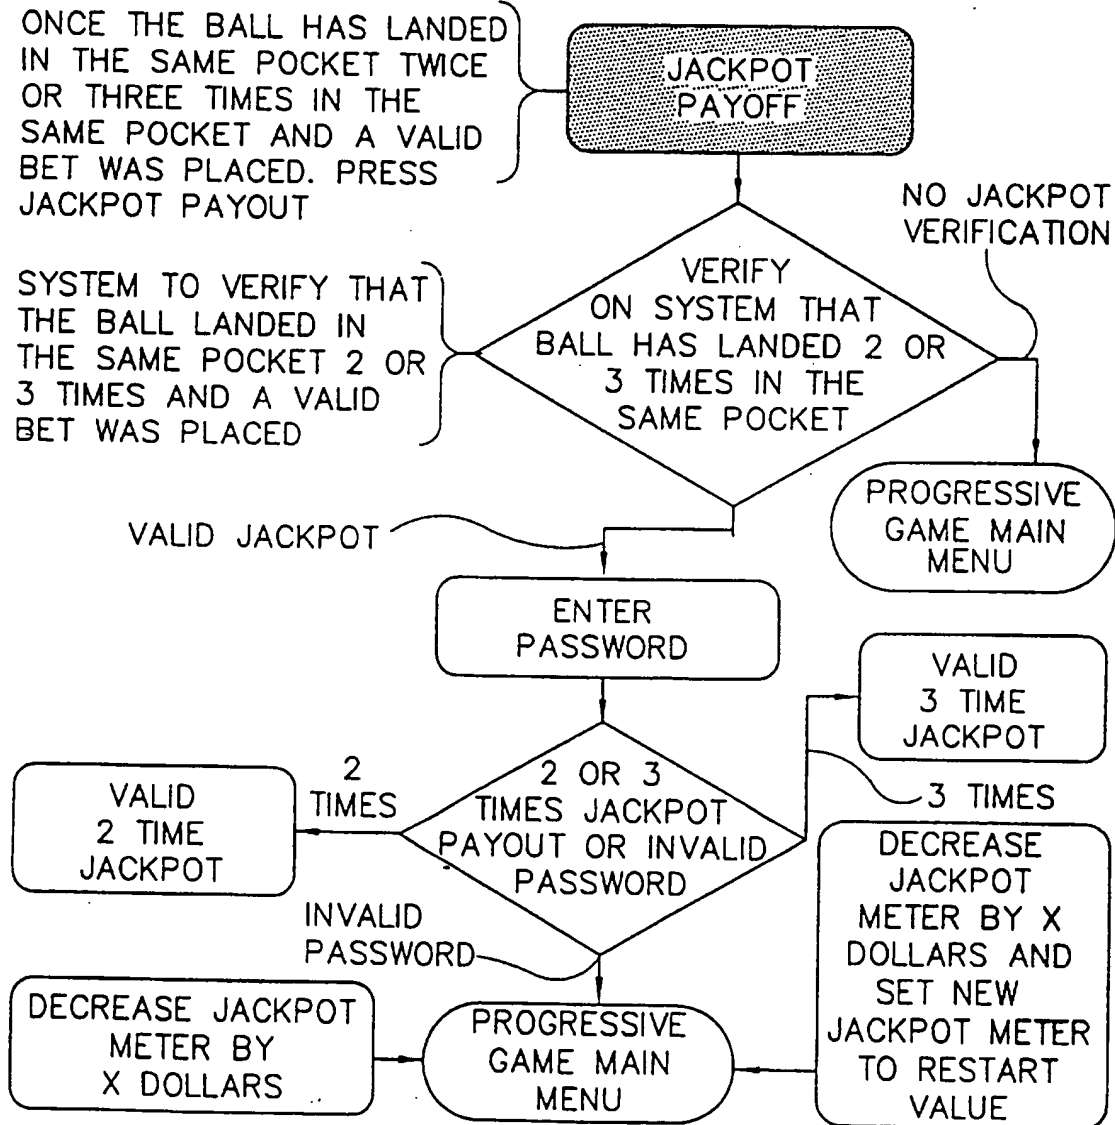 ONCE THE BALL HAS LANDED
IN THE SAME POCKET TWICE
OR THREE TIMES IN THE
SAME POCKET AND A VALID
BET WAS PLACED. PRESS
JACKPOT PAYOUT
JACKPOT
PAYOFF
NO JACKPOT
VERIFICATION
SYSTEM TO VERIFY THAT
THE BALL LANDED IN
THE SAME POCKET 2 OR
3 TIMES AND A VALID
BET WAS PLACED
VERIFY
ON SYSTEM THAT
BALL HAS LANDED 2 OR
3 TIMES IN THE
SAME POCKET
PROGRESSIVE
GAME MAIN
MENU
VALID JACKPOT
ENTER
PASSWORD
VALID
3 TIME
JACKPOT
3 TIMES
2 OR 3
TIMES JACKPOT
PAYOUT OR INVALID
PASSWORD
2
TIMES
VALID
2 TIME
JACKPOT
INVALID
PASSWORD
DECREASE
JACKPOT
METER BY X
DOLLARS AND
SET NEW
JACKPOT METER
TO RESTART
VALUE
DECREASE JACKPOT
METER BY
X DOLLARS
PROGRESSIVE
GAME MAIN
MENU